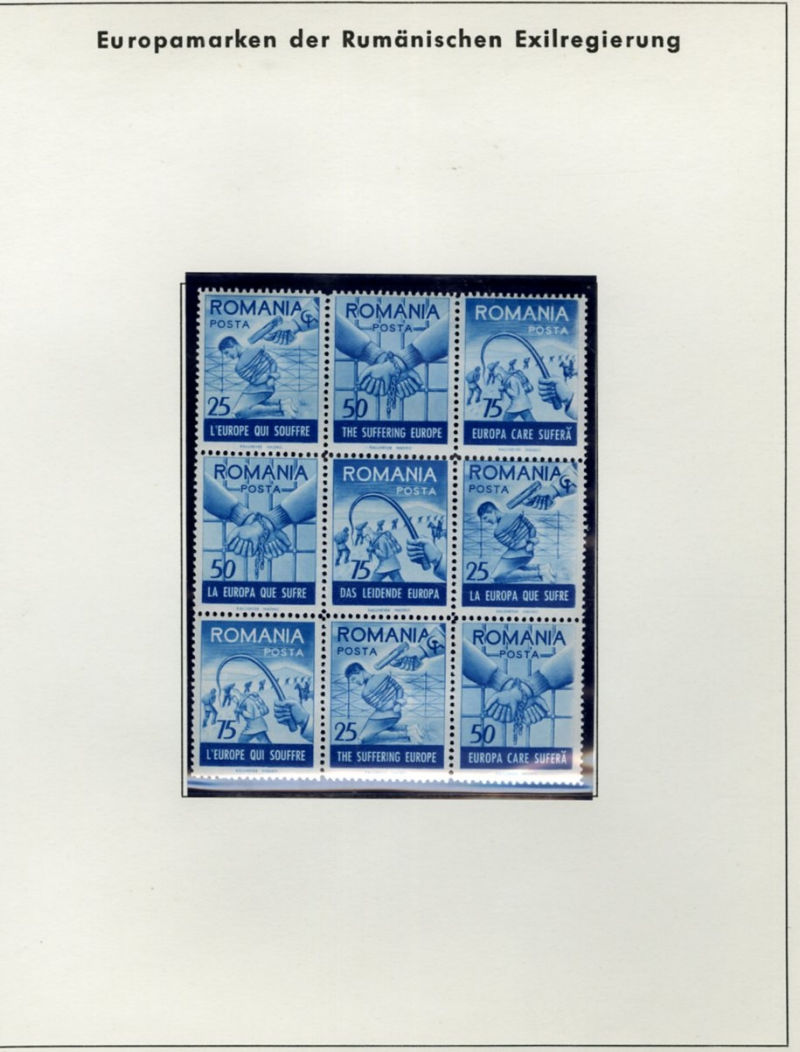 Europamarken der Rumänischen Exilregierung
ROMANIA
POSTA
25
L'EUROPE QUI SOUFFRE
ROMANIA
POSTA
50
THE SUFFERING EUROPE
ROMANIA
POSTA
75
EUROPA CARE SUFERĂ
ROMANIA
POSTA
50
LA EUROPA QUE SUFRE
ROMANIA
POSTA
75
DAS LEIDENDE EUROPA
ROMANIA
POSTA
25
LA EUROPA QUE SUFRE
ROMANIA
POSTA
75
L'EUROPE QUI SOUFFRE
ROMANIA
POSTA
25
THE SUFFERING EUROPE
ROMANIA
POSTA
50
EUROPA CARE SUFERĂ